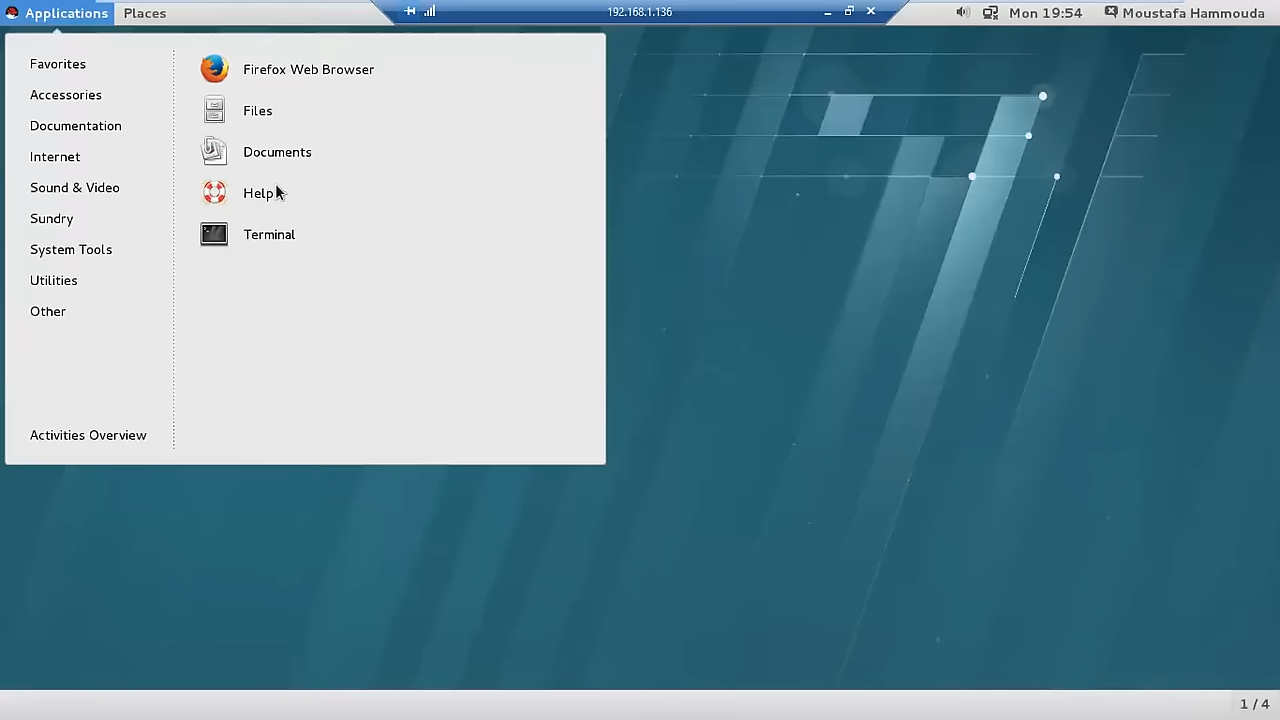 Applications Places 192.168.1.136 Mon 19:54 Moustafa Hammouda
Favorites
Accessories
Documentation
Internet
Sound & Video
Sundry
System Tools
Utilities
Other
Activities Overview
Firefox Web Browser
Files
Documents
Help
Terminal
1 / 4